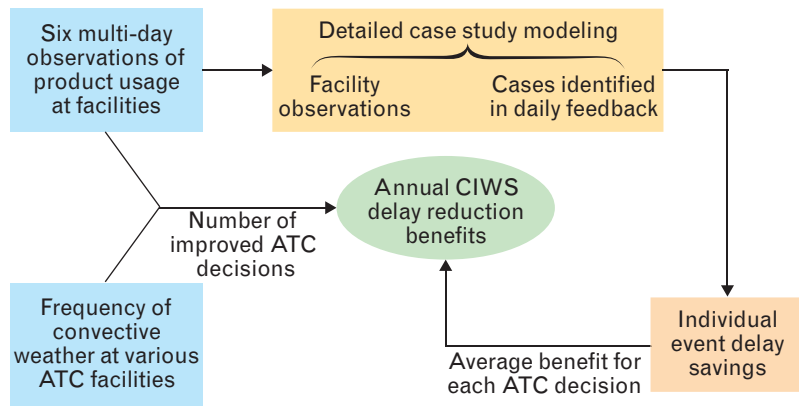 Six multi-day
observations of
product usage
at facilities
Detailed case study modeling
Facility
observations
Cases identified
in daily feedback
Annual CIWS
delay reduction
benefits
Number of
improved ATC
decisions
Frequency of
convective
weather at various
ATC facilities
Individual
event delay
savings
Average benefit for
each ATC decision